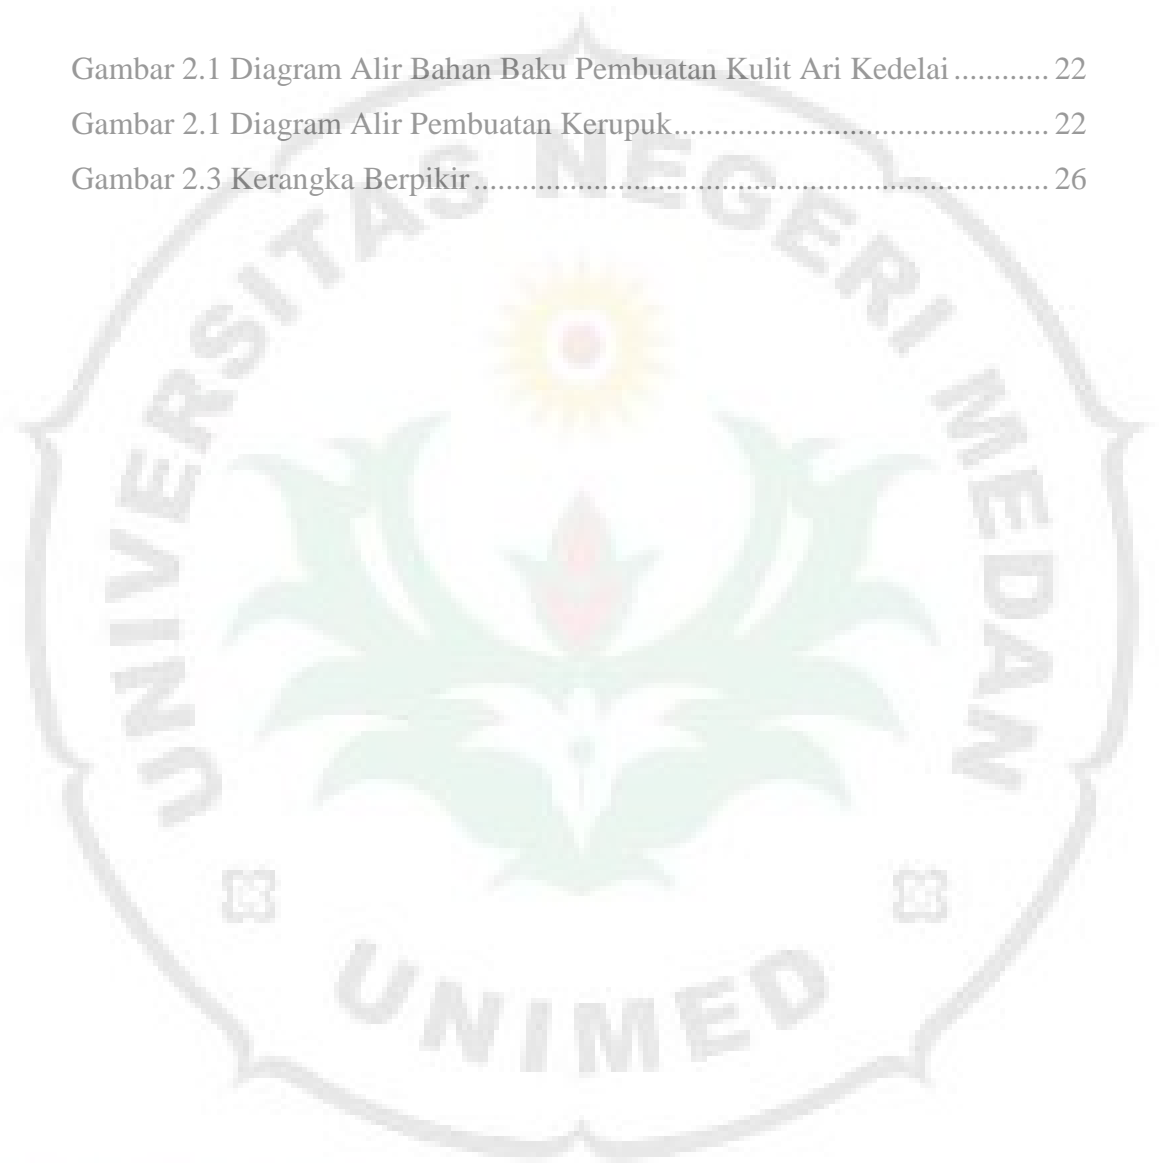 Gambar 2.1 Diagram Alir Bahan Baku Pembuatan Kulit Ari Kedelai ............ 22
Gambar 2.1 Diagram Alir Pembuatan Kerupuk............................................... 22
Gambar 2.3 Kerangka Berpikir........................................................................ 26
UNIVERSITAS NEGERI MEDAN
UNIMED